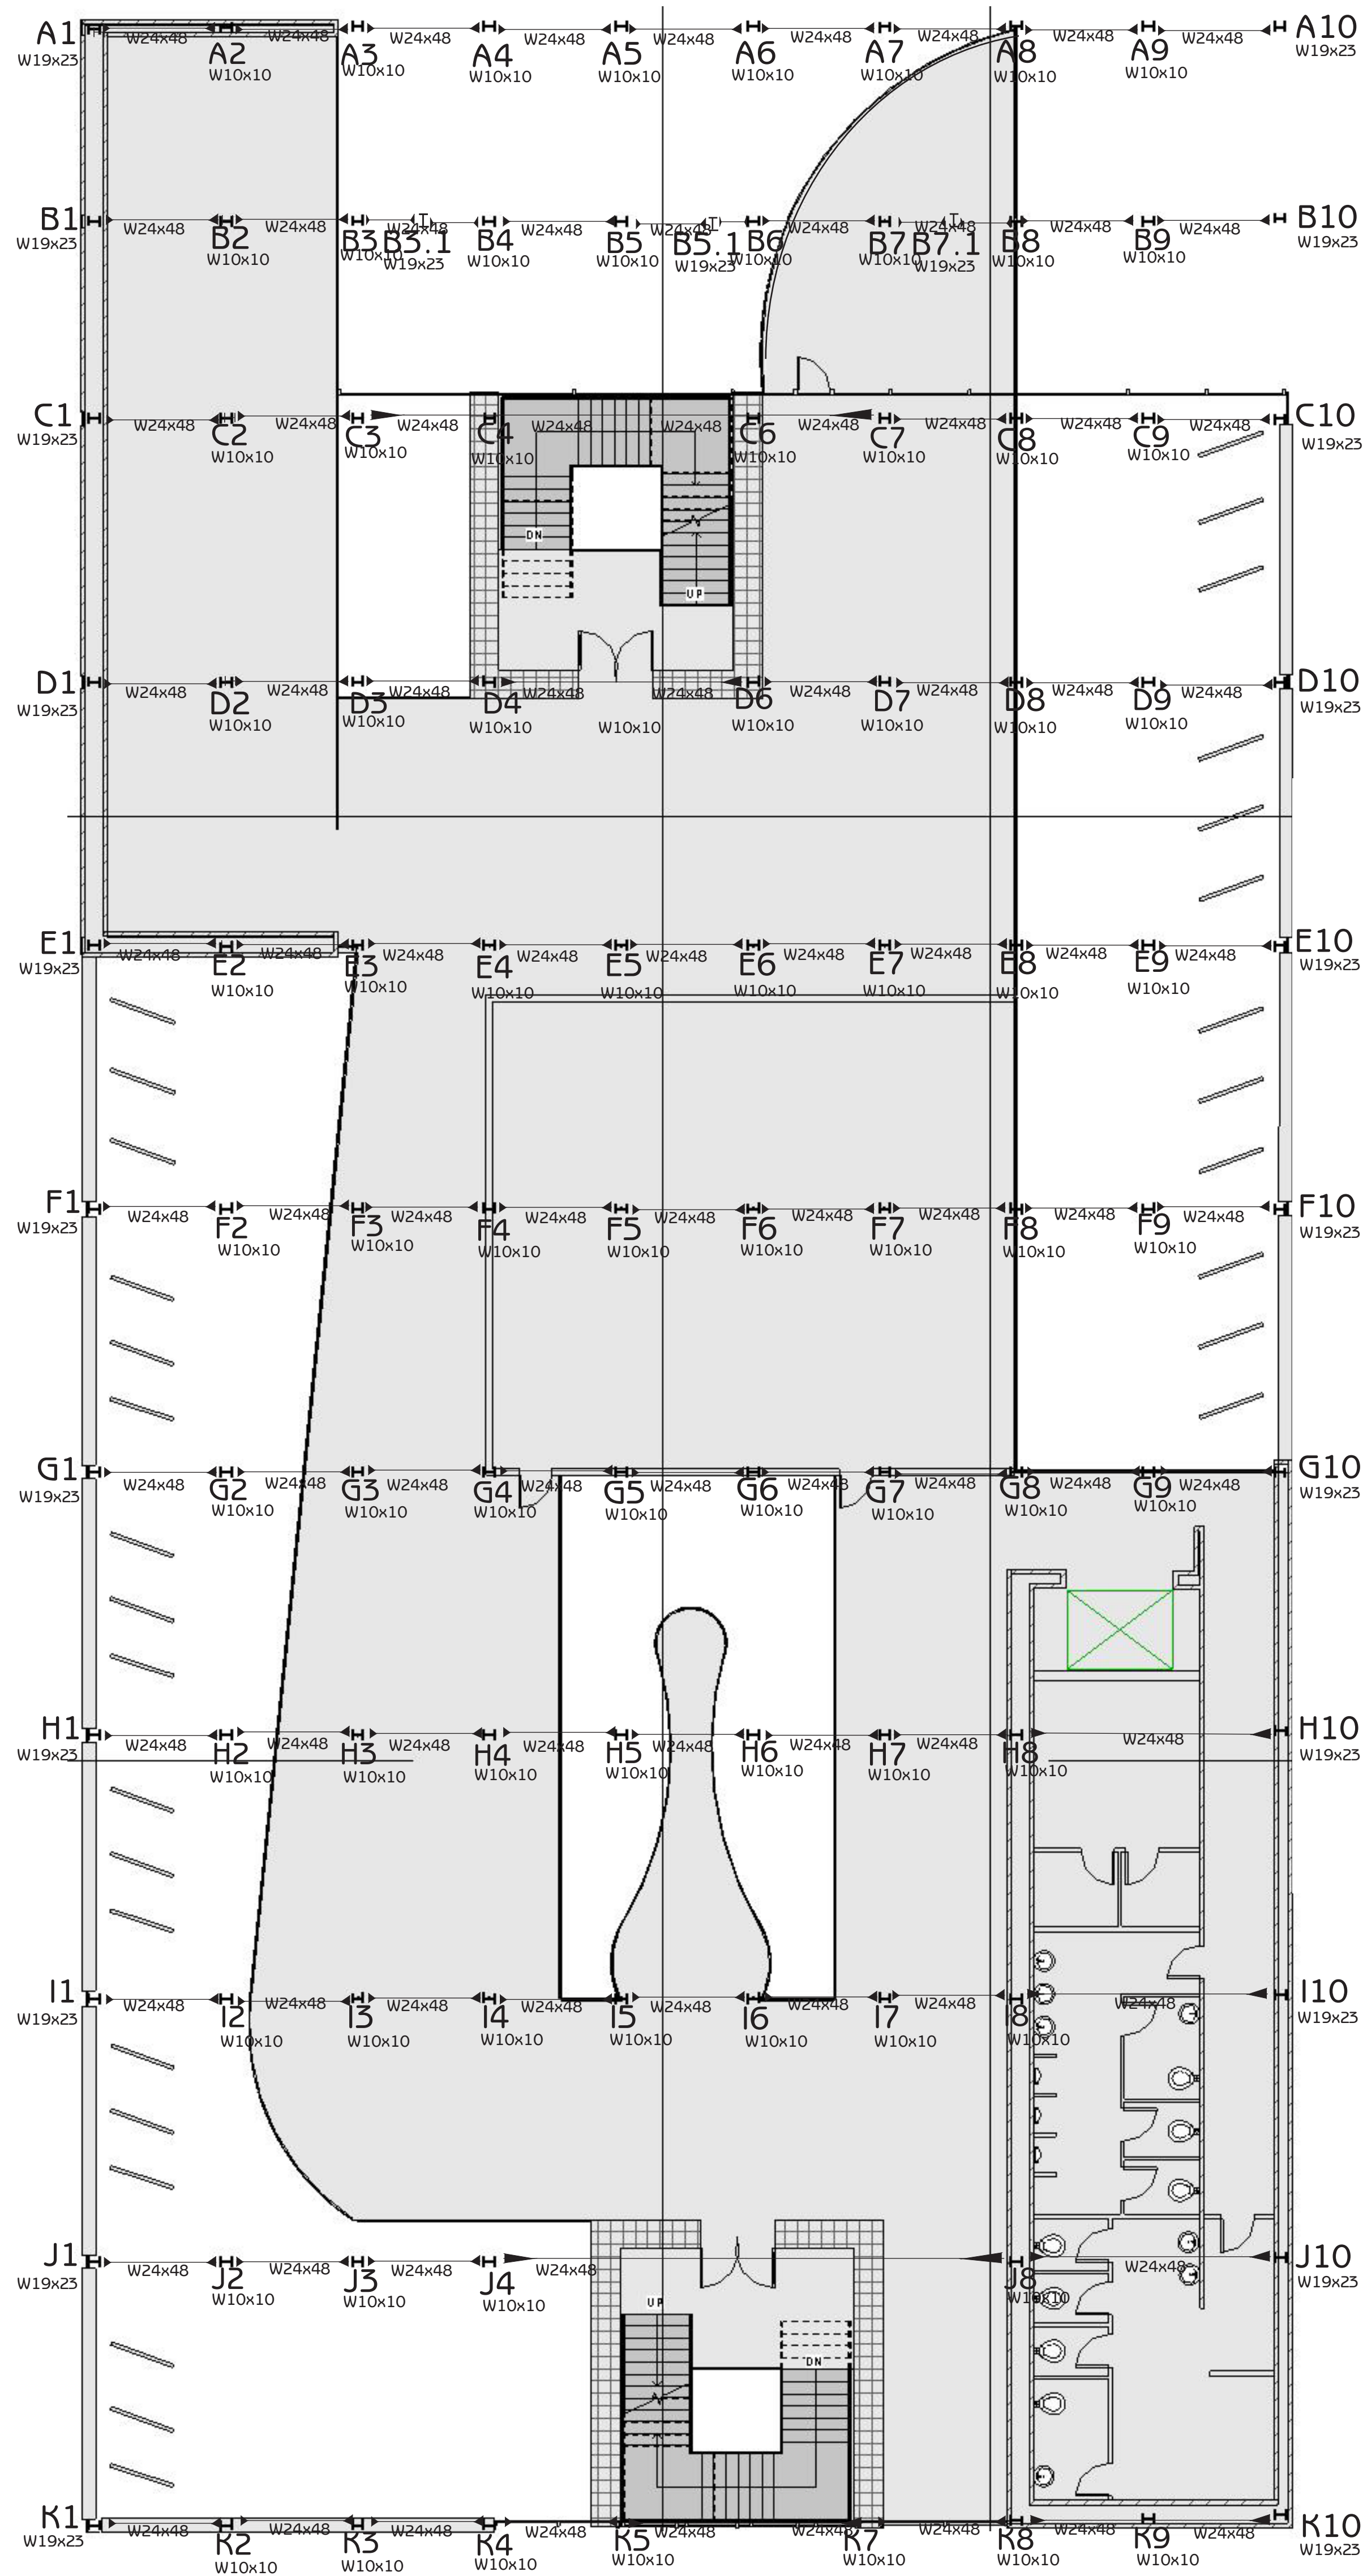 A1 W24x48 W24x48 W24x48 W24x48 W24x48 W24x48 W24x48 W24x48 W24x48 A10
W19x23 A2 A3 A4 A5 A6 A7 A8 A9 W19x23
W10x10 W10x10 W10x10 W10x10 W10x10 W10x10 W10x10 W10x10
B1 W24x48 W24x48 W24x48 W24x48 W24x48 W24x48 W24x48 W24x48 W24x48 B10
W19x23 B2 B3 B3.1 B4 B5 B5.1 B6 B7 B7.1 B8 B9 W19x23
W10x10 W10x10 W19x23 W10x10 W10x10 W19x23 W10x10 W10x10 W19x23 W10x10 W10x10
C1 W24x48 W24x48 W24x48 W24x48 W24x48 W24x48 W24x48 W24x48 W24x48 C10
W19x23 C2 C3 C4 C6 C7 C8 C9 W19x23
W10x10 W10x10 W10x10 W10x10 W10x10 W10x10 W10x10
DN
UP
D1 W24x48 W24x48 W24x48 W24x48 W24x48 W24x48 W24x48 W24x48 W24x48 D10
W19x23 D2 D3 D4 D6 D7 D8 D9 W19x23
W10x10 W10x10 W10x10 W10x10 W10x10 W10x10 W10x10 W10x10
E1 W24x48 W24x48 W24x48 W24x48 W24x48 W24x48 W24x48 W24x48 W24x48 E10
W19x23 E2 E3 E4 E5 E6 E7 E8 E9 W19x23
W10x10 W10x10 W10x10 W10x10 W10x10 W10x10 W10x10 W10x10
F1 W24x48 W24x48 W24x48 W24x48 W24x48 W24x48 W24x48 W24x48 W24x48 F10
W19x23 F2 F3 F4 F5 F6 F7 F8 F9 W19x23
W10x10 W10x10 W10x10 W10x10 W10x10 W10x10 W10x10 W10x10
G1 W24x48 W24x48 W24x48 W24x48 W24x48 W24x48 W24x48 W24x48 W24x48 G10
W19x23 G2 G3 G4 G5 G6 G7 G8 G9 W19x23
W10x10 W10x10 W10x10 W10x10 W10x10 W10x10 W10x10 W10x10
H1 W24x48 W24x48 W24x48 W24x48 W24x48 W24x48 W24x48 W24x48 H10
W19x23 H2 H3 H4 H5 H6 H7 H8 W19x23
W10x10 W10x10 W10x10 W10x10 W10x10 W10x10 W10x10
I1 W24x48 W24x48 W24x48 W24x48 W24x48 W24x48 W24x48 W24x48 I10
W19x23 I2 I3 I4 I5 I6 I7 I8 W19x23
W10x10 W10x10 W10x10 W10x10 W10x10 W10x10 W10x10
J1 W24x48 W24x48 W24x48 W24x48 W24x48 J10
W19x23 J2 J3 J4 J8 W19x23
W10x10 W10x10 W10x10 W10x10
UP
DN
K1 W24x48 W24x48 W24x48 W24x48 W24x48 W24x48 W24x48 W24x48 W24x48 K10
W19x23 K2 K3 K4 K5 K7 K8 K9 W19x23
W10x10 W10x10 W10x10 W10x10 W10x10 W10x10 W10x10